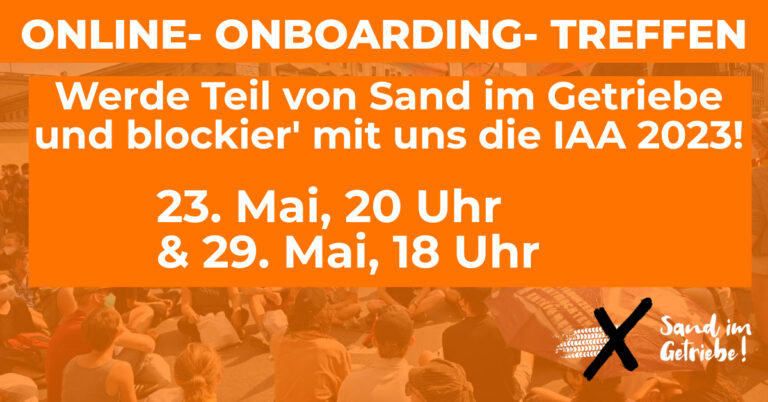 ONLINE- ONBOARDING- TREFFEN
Werde Teil von Sand im Getriebe
und blockier' mit uns die IAA 2023!
23. Mai, 20 Uhr
& 29. Mai, 18 Uhr
Sand im
Getriebe!